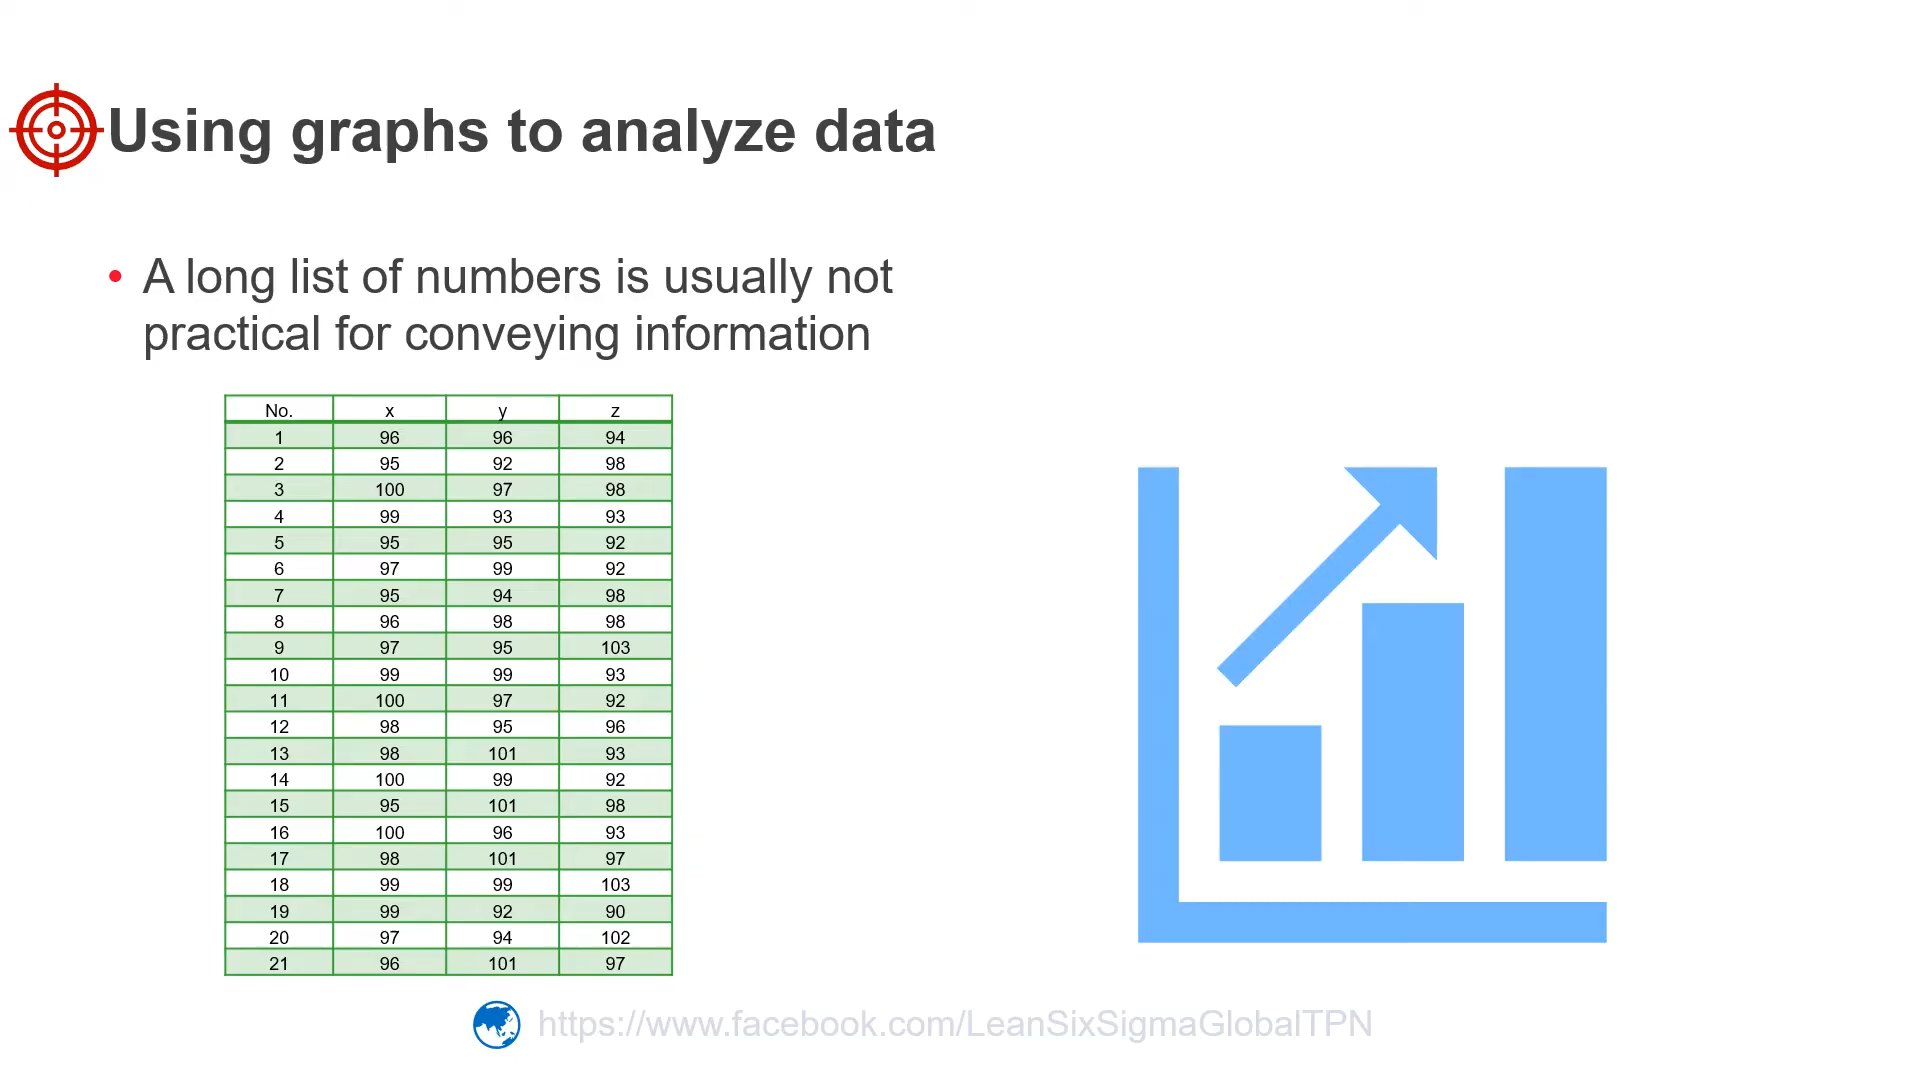 Using graphs to analyze data
• A long list of numbers is usually not
practical for conveying information
No. x y z
1 96 96 94
2 95 92 98
3 100 97 98
4 99 93 93
5 95 95 92
6 97 99 92
7 95 94 98
8 96 98 98
9 97 95 103
10 99 99 93
11 100 97 92
12 98 95 96
13 98 101 93
14 100 99 92
15 95 101 98
16 100 96 93
17 98 101 97
18 99 99 103
19 99 92 90
20 97 94 102
21 96 101 97
https://www.facebook.com/LeanSixSigmaGlobalTPN